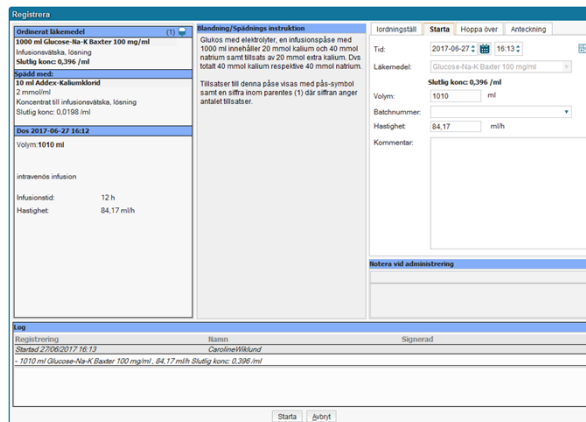 Registrera
Ordinerat läkemedel (1)
1000 ml Glucose-Na-K Baxter 100 mg/ml
Infusionsvätska, lösning
Slutlig konc: 0,396 /ml
Spädd med:
10 ml Addex-Kaliumklorid
2 mmol/ml
Koncentrat till infusionsvätska, lösning
Slutlig konc: 0,0198 /ml
Dos 2017-06-27 16:12
Volym:1010 ml
intravenös infusion
Infusionstid: 12 h
Hastighet: 84,17 ml/h
Blandning/Spädnings instruktion
Glukos med elektrolyter, en infusionspåse med
1000 ml innehåller 20 mmol kalium och 40 mmol
natrium samt tillsats av 20 mmol extra kalium. Dvs
totalt 40 mmol kalium respektive 40 mmol natrium.
Tillsatser till denna påse visas med pås-symbol
samt en siffra inom parentes (1) där siffran anger
antalet tillsatser.
Iordningställ Starta Hoppa över Anteckning
Tid: 2017-06-27 16:13
Läkemedel: Glucose-Na-K Baxter 100 mg/ml
Slutlig konc: 0,396 /ml
Volym: 1010 ml
Batchnummer:
Hastighet: 84,17 ml/h
Kommentar:
Notera vid administrering
Log
Registrering Namn Signerad
Startad 27/06/2017 16:13 CarolineWiklund
- 1010 ml Glucose-Na-K Baxter 100 mg/ml , 84,17 ml/h Slutlig konc: 0,396 /ml
Starta Avbryt